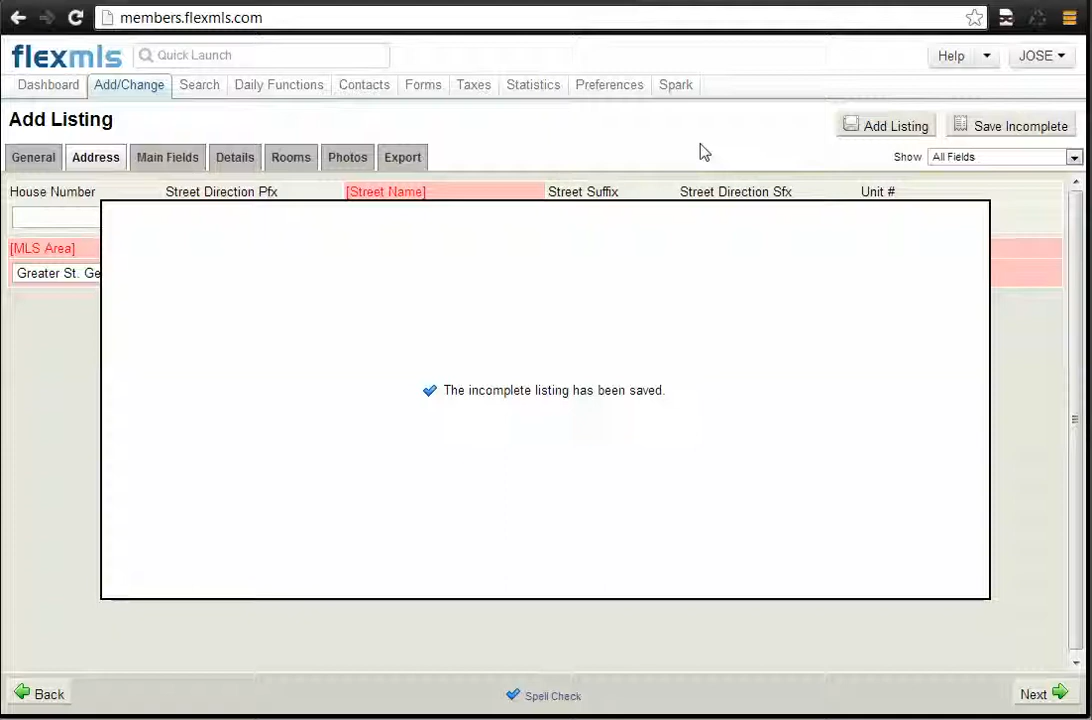 members.flexmls.com
flexmls Quick Launch Help JOSE
Dashboard Add/Change Search Daily Functions Contacts Forms Taxes Statistics Preferences Spark
Add Listing
Add Listing Save Incomplete
General Address Main Fields Details Rooms Photos Export Show All Fields
House Number Street Direction Pfx [Street Name] Street Suffix Street Direction Sfx Unit #
[MLS Area]
Greater St. Ge
The incomplete listing has been saved.
Back Spell Check Next